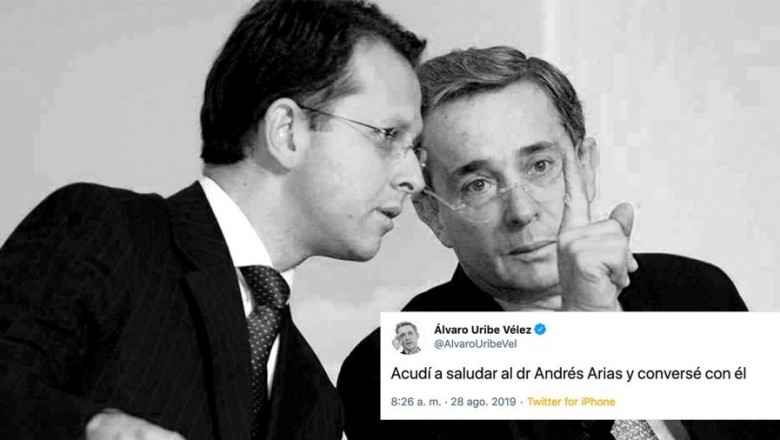 Álvaro Uribe Vélez
@AlvaroUribeVel
Acudí a saludar al dr Andrés Arias y conversé con él
8:26 a. m. · 28 ago. 2019 · Twitter for iPhone